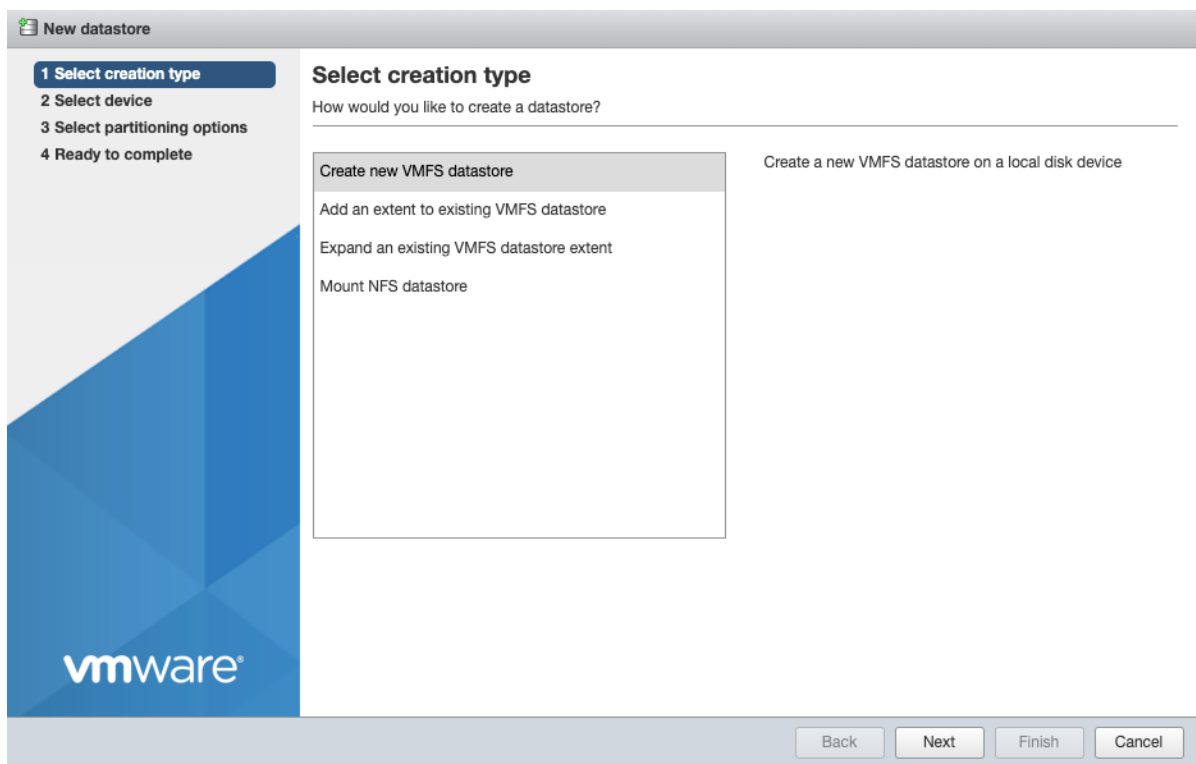 New datastore
1 Select creation type
2 Select device
3 Select partitioning options
4 Ready to complete
Select creation type
How would you like to create a datastore?
Create new VMFS datastore
Add an extent to existing VMFS datastore
Expand an existing VMFS datastore extent
Mount NFS datastore
Create a new VMFS datastore on a local disk device
vmware®
Back Next Finish Cancel